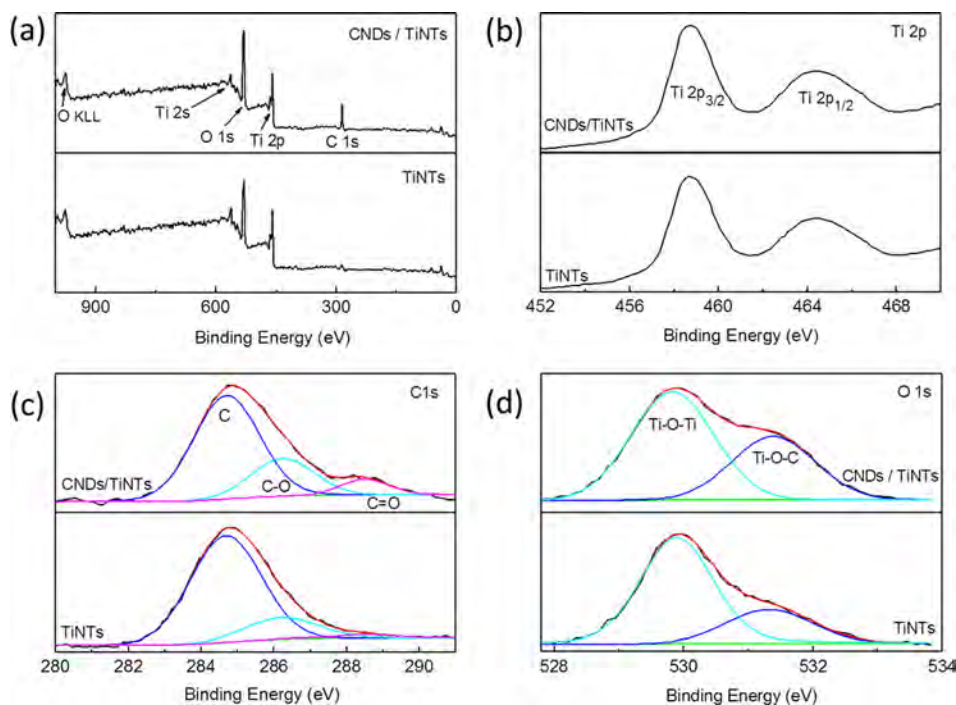 (a)
CNDs / TiNTs
O KLL
Ti 2s
O 1s
Ti 2p
C 1s
TiNTs
900
600
300
0
Binding Energy (eV)
(b)
Ti 2p
Ti 2p3/2
Ti 2p1/2
CNDs/TiNTs
TiNTs
452
456
460
464
468
Binding Energy (eV)
(c)
C1s
C
C-O
C=O
CNDs/TiNTs
TiNTs
280
282
284
286
288
290
Binding Energy (eV)
(d)
O 1s
Ti-O-Ti
Ti-O-C
CNDs / TiNTs
TiNTs
528
530
532
534
Binding Energy (eV)